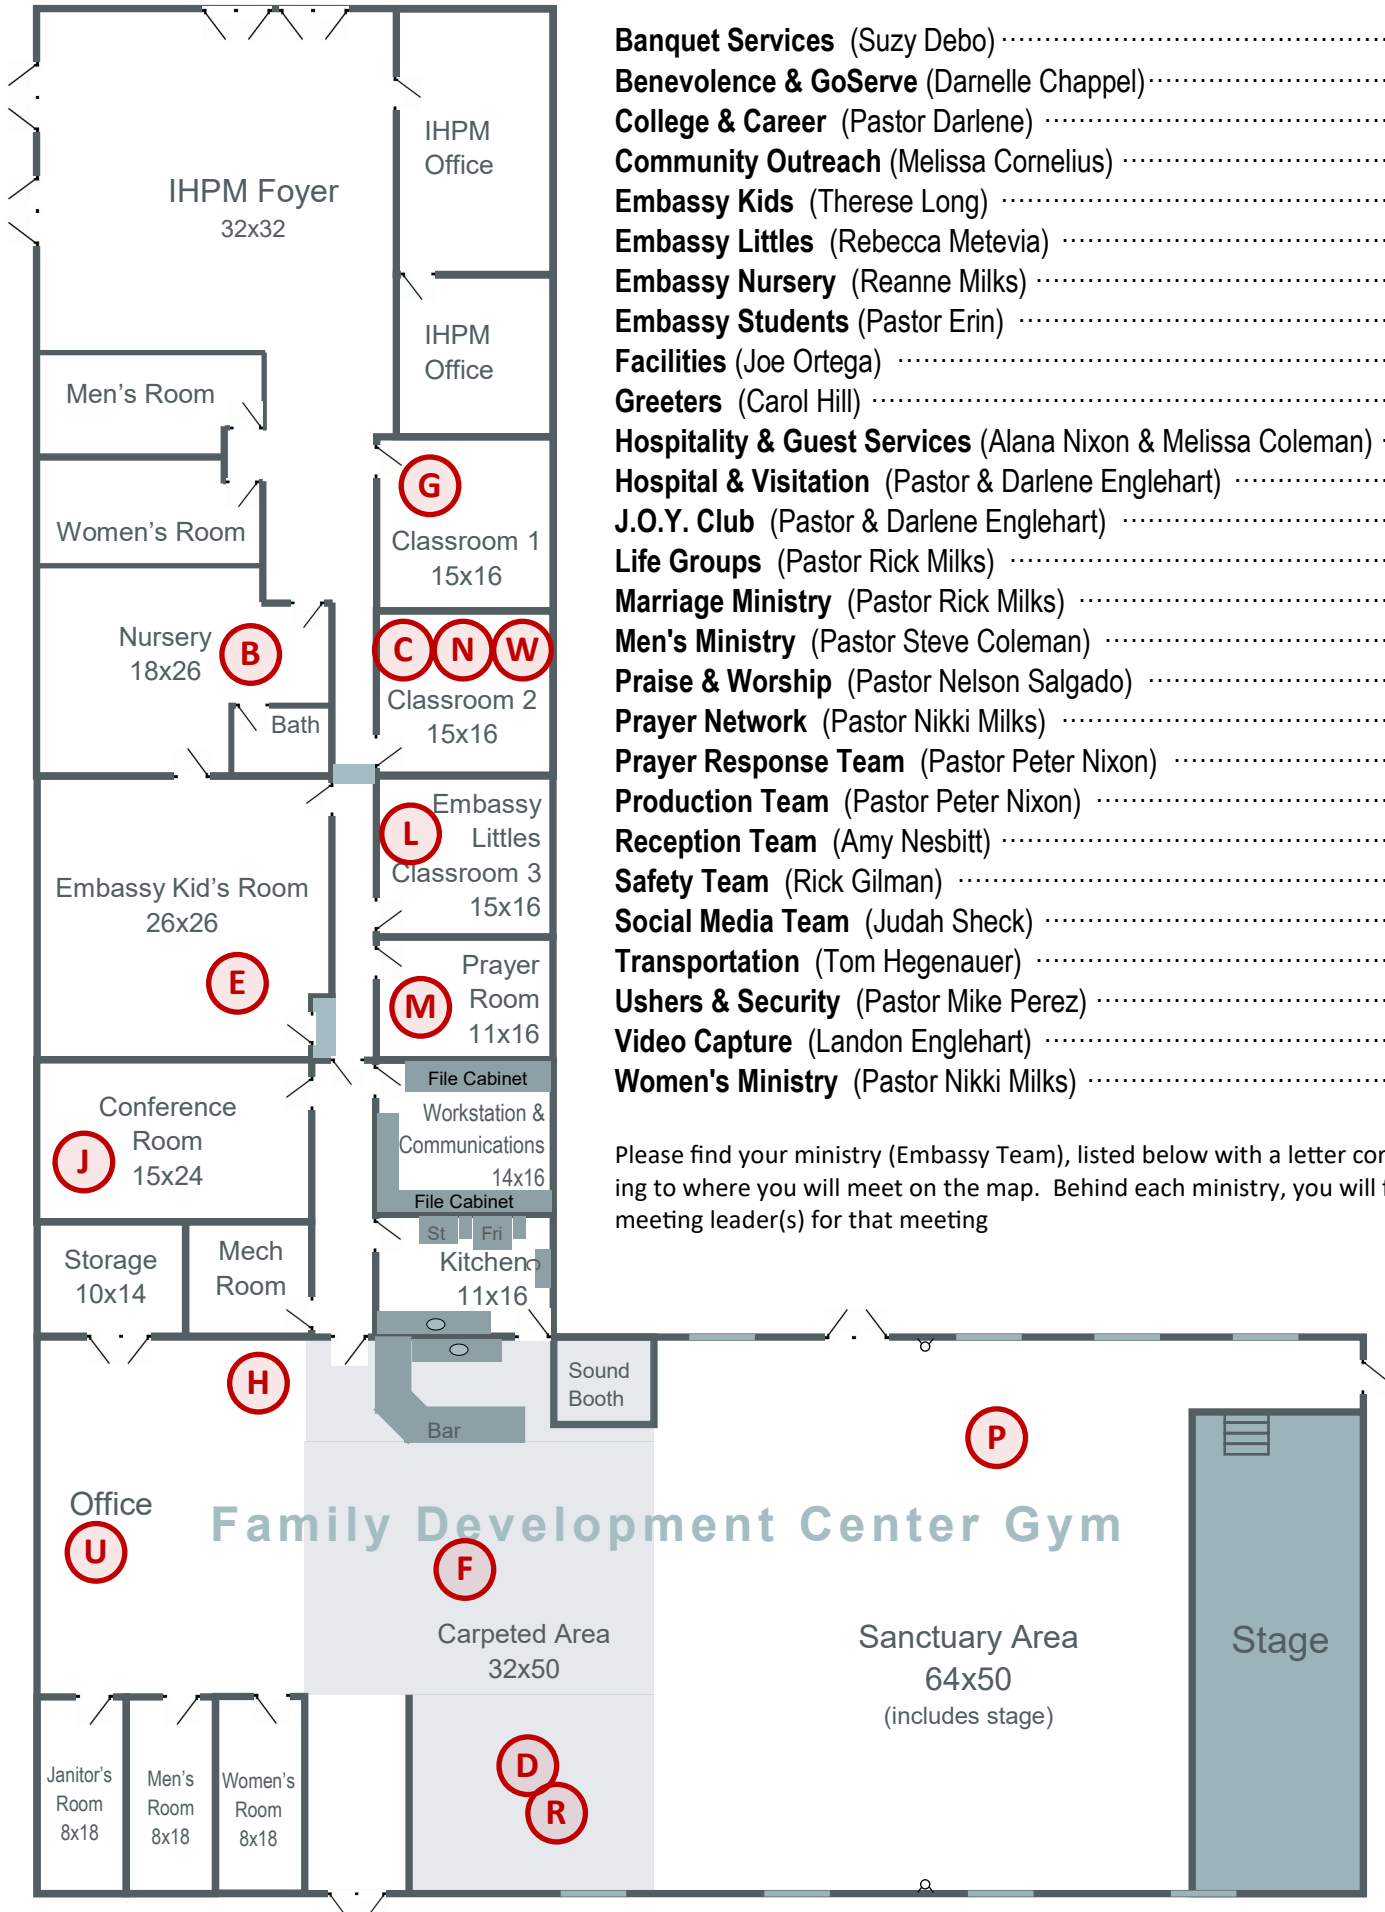 IHPM
Office
IHPM Foyer
32x32
IHPM
Office
Men's Room
Women's Room
G
Classroom 1
15x16
Nursery
18x26
B
Bath
C N W
Classroom 2
15x16
Embassy
Littles
L
Classroom 3
15x16
Embassy Kid's Room
26x26
E
Prayer
Room
11x16
M
File Cabinet
Workstation &
Communications
14x16
File Cabinet
Conference
Room
15x24
J
St Fri
Kitchen
11x16
Storage
10x14
Mech
Room
H
Bar
Sound
Booth
P
Office
U
Family Development Center Gym
F
Carpeted Area
32x50
Sanctuary Area
64x50
(includes stage)
Stage
Janitor's
Room
8x18
Men's
Room
8x18
Women's
Room
8x18
D
R
Banquet Services (Suzy Debo)
Benevolence & GoServe (Darnelle Chappel)
College & Career (Pastor Darlene)
Community Outreach (Melissa Cornelius)
Embassy Kids (Therese Long)
Embassy Littles (Rebecca Metevia)
Embassy Nursery (Reanne Milks)
Embassy Students (Pastor Erin)
Facilities (Joe Ortega)
Greeters (Carol Hill)
Hospitality & Guest Services (Alana Nixon & Melissa Coleman)
Hospital & Visitation (Pastor & Darlene Englehart)
J.O.Y. Club (Pastor & Darlene Englehart)
Life Groups (Pastor Rick Milks)
Marriage Ministry (Pastor Rick Milks)
Men's Ministry (Pastor Steve Coleman)
Praise & Worship (Pastor Nelson Salgado)
Prayer Network (Pastor Nikki Milks)
Prayer Response Team (Pastor Peter Nixon)
Production Team (Pastor Peter Nixon)
Reception Team (Amy Nesbitt)
Safety Team (Rick Gilman)
Social Media Team (Judah Sheck)
Transportation (Tom Hegenauer)
Ushers & Security (Pastor Mike Perez)
Video Capture (Landon Englehart)
Women's Ministry (Pastor Nikki Milks)
Please find your ministry (Embassy Team), listed below with a letter
ing to where you will meet on the map. Behind each ministry, you will
meeting leader(s) for that meeting